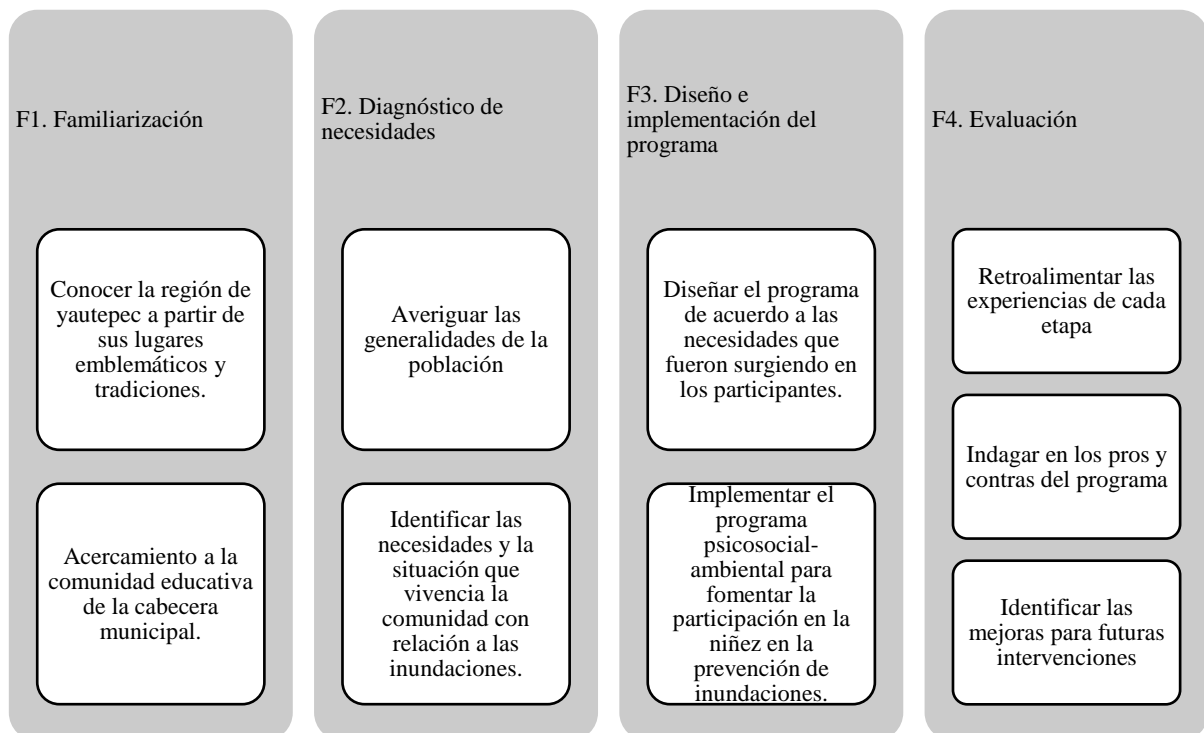 F1. Familiarización
Conocer la región de
yautepec a partir de
sus lugares
emblemáticos y
tradiciones.
Acercamiento a la
comunidad educativa
de la cabecera
municipal.
F2. Diagnóstico de
necesidades
Averiguar las
generalidades de la
población
Identificar las
necesidades y la
situación que
vivencia la
comunidad con
relación a las
inundaciones.
F3. Diseño e
implementación del
programa
Diseñar el programa
de acuerdo a las
necesidades que
fueron surgiendo en
los participantes.
Implementar el
programa
psicosocial-
ambiental para
fomentar la
participación en la
niñez en la
prevención de
inundaciones.
F4. Evaluación
Retroalimentar las
experiencias de cada
etapa
Indagar en los pros y
contras del programa
Identificar las
mejoras para futuras
intervenciones